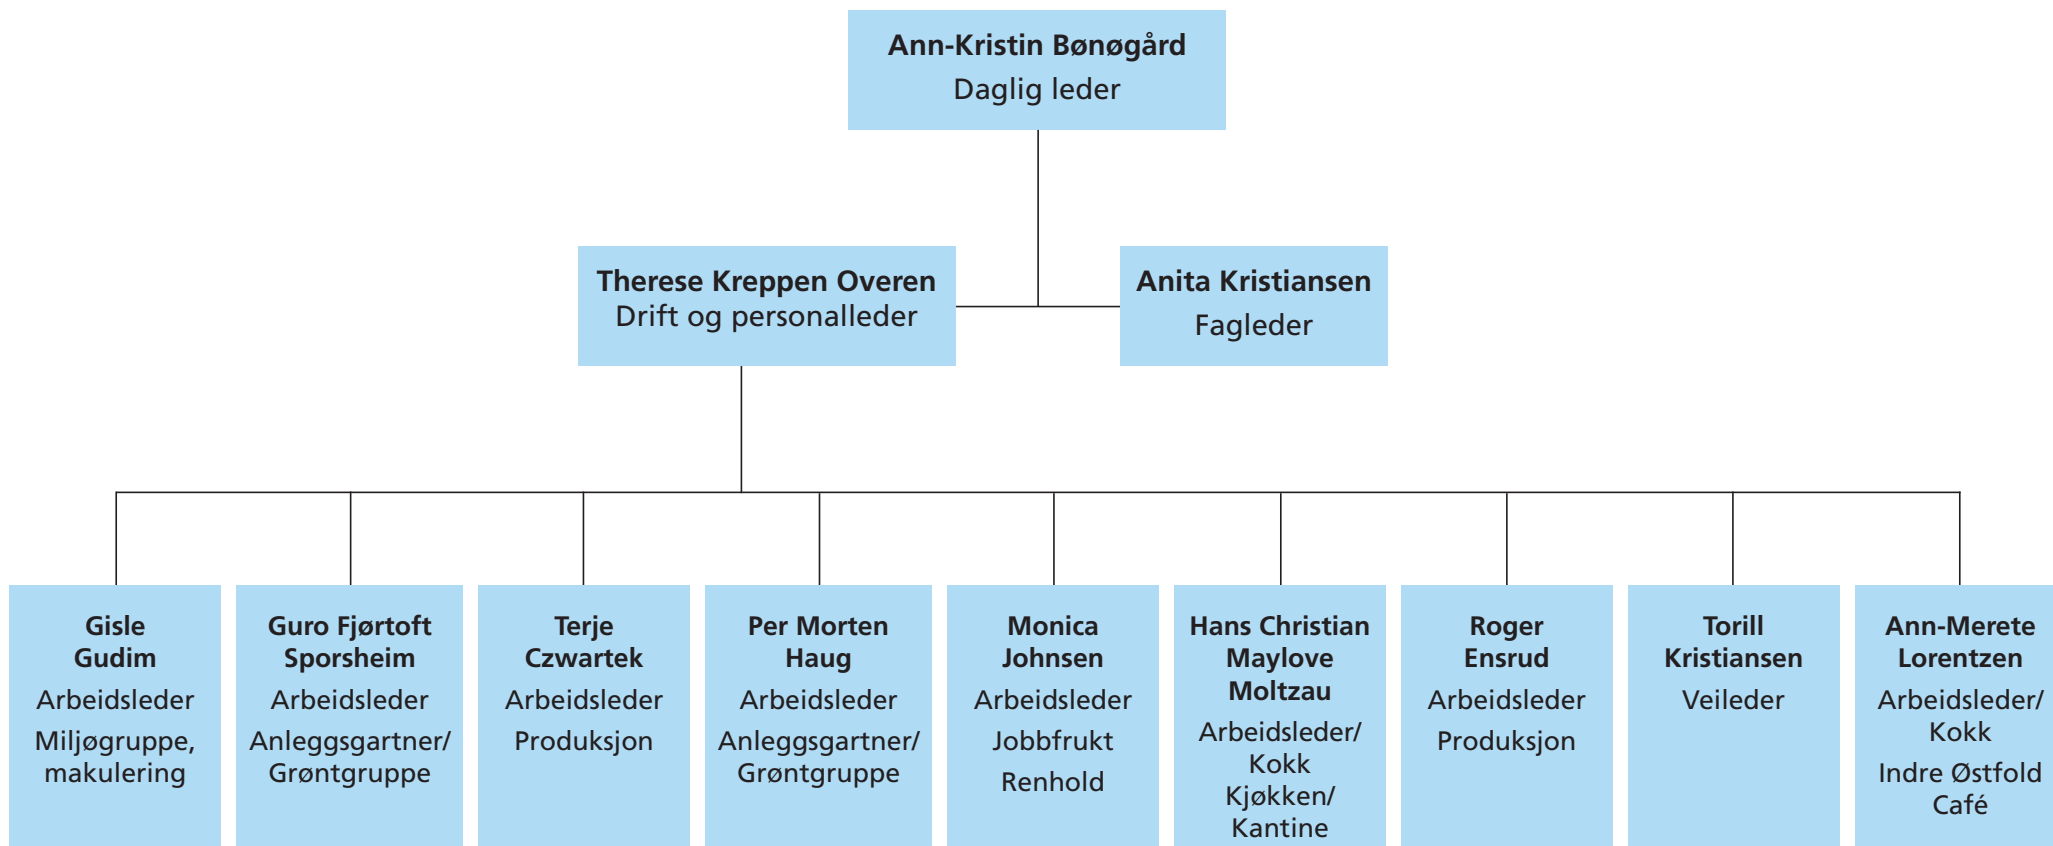 Ann-Kristin Bønøgård
Daglig leder
Therese Kreppen Overen
Drift og personalleder
Anita Kristiansen
Fagleder
Gisle
Gudim
Arbeidsleder
Miljøgruppe,
makulering
Guro Fjørtoft
Sporsheim
Arbeidsleder
Anleggsgartner/
Grøntgruppe
Terje
Czwartek
Arbeidsleder
Produksjon
Per Morten
Haug
Arbeidsleder
Anleggsgartner/
Grøntgruppe
Monica
Johnsen
Arbeidsleder
Jobbfrukt
Renhold
Hans Christian
Maylove
Moltzau
Arbeidsleder/
Kokk
Kjøkken/
Kantine
Roger
Ensrud
Arbeidsleder
Produksjon
Torill
Kristiansen
Veileder
Ann-Merete
Lorentzen
Arbeidsleder/
Kokk
Indre Østfold
Café